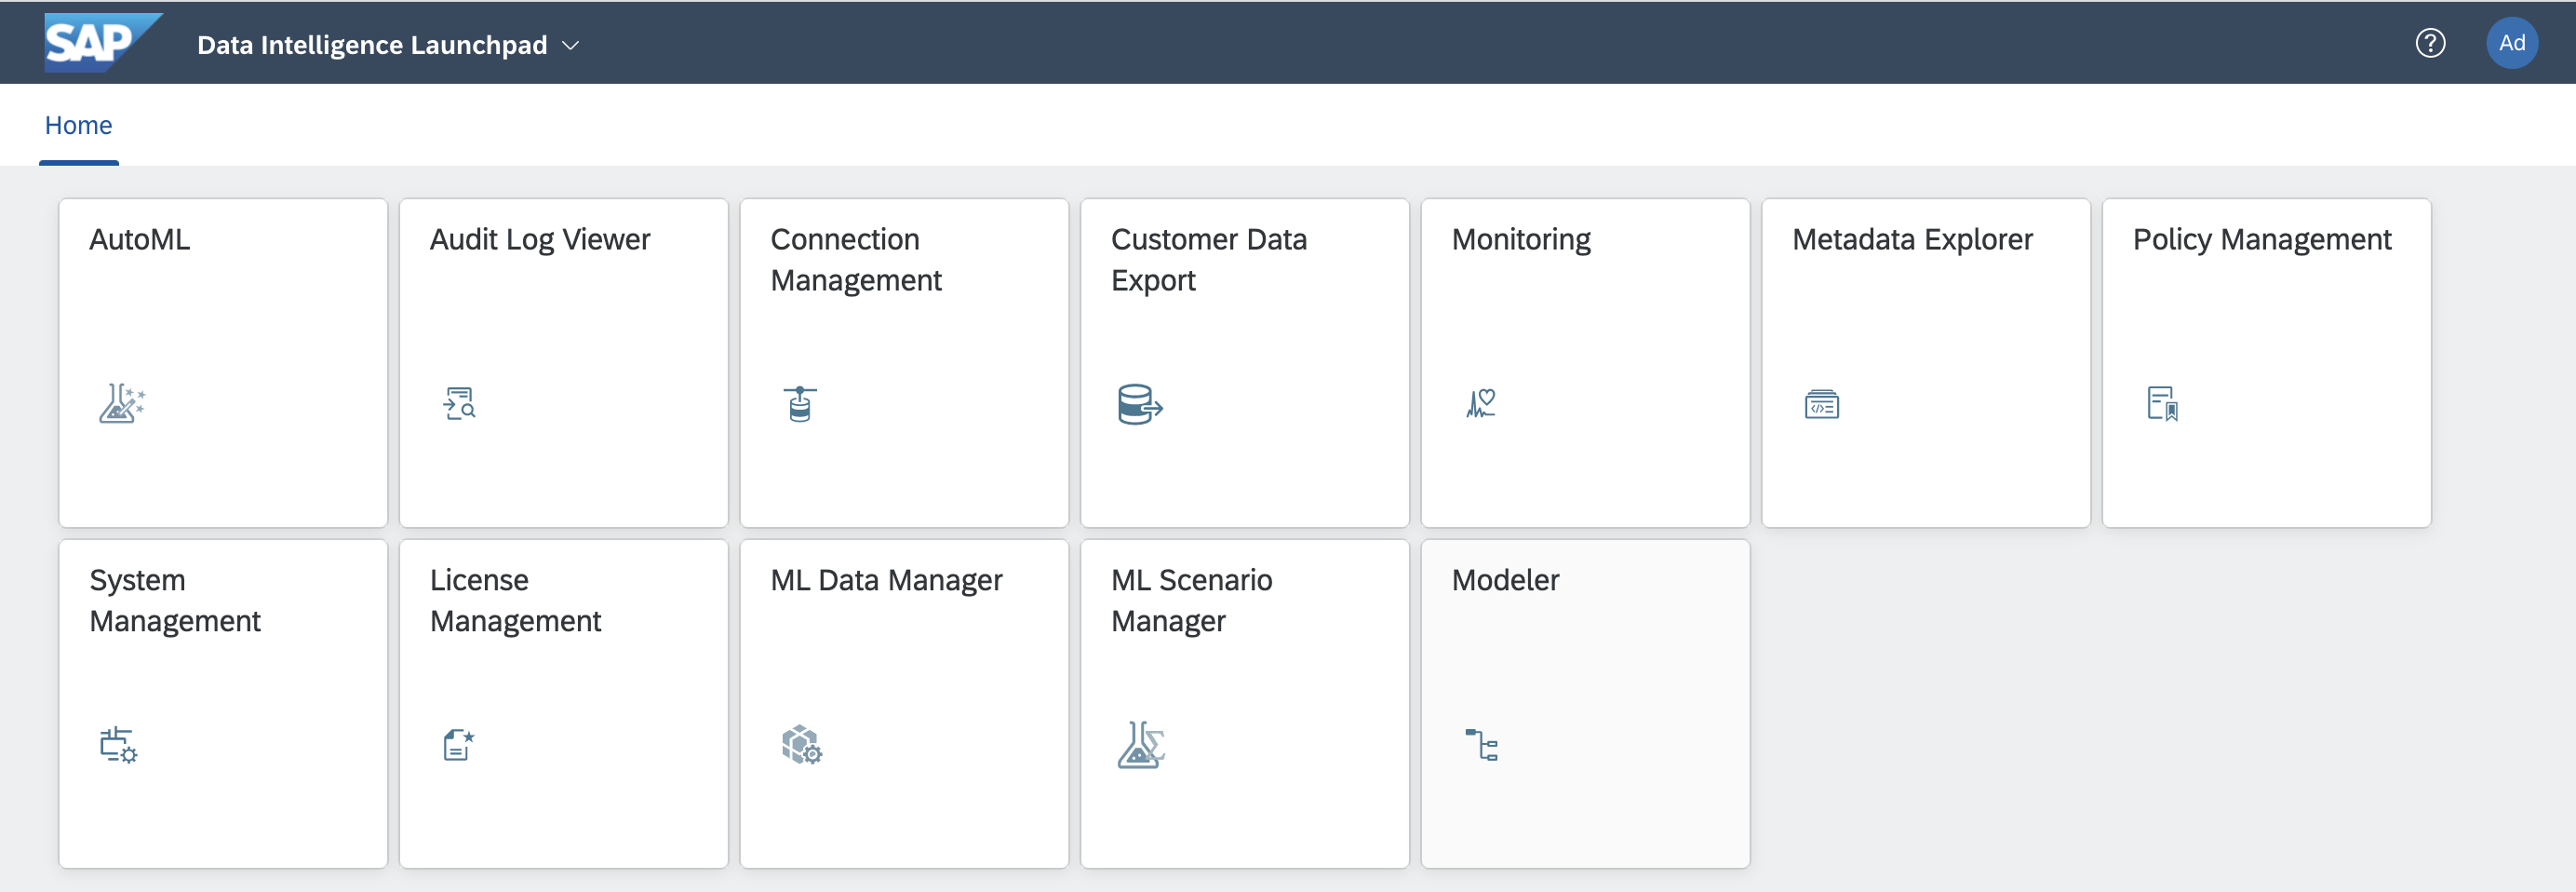 SAP
Data Intelligence Launchpad
?
Ad
Home
AutoML
Audit Log Viewer
Connection
Management
Customer Data
Export
Monitoring
Metadata Explorer
Policy Management
System
Management
License
Management
ML Data Manager
ML Scenario
Manager
Modeler